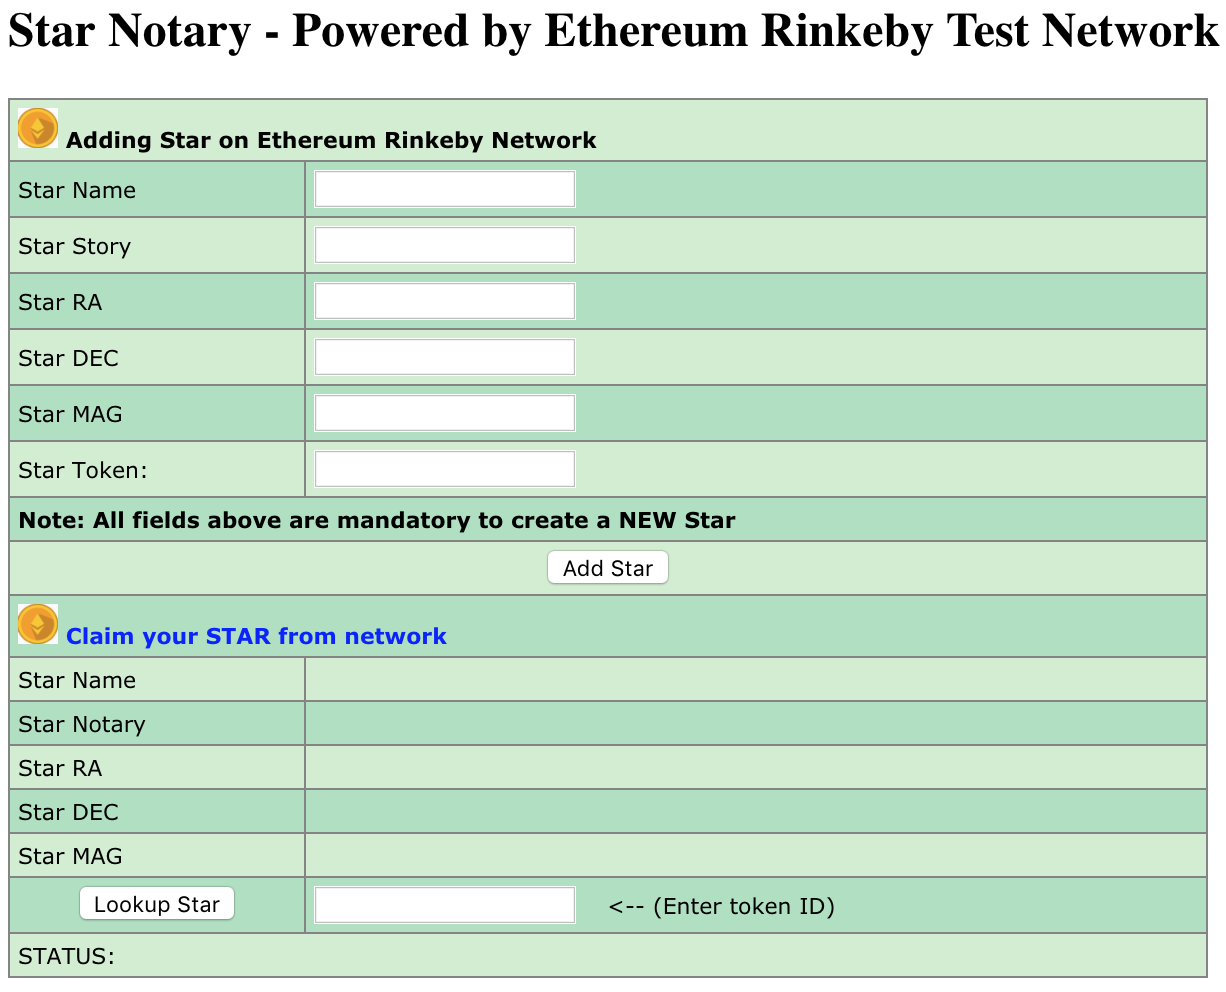 Star Notary - Powered by Ethereum Rinkeby Test Network
Adding Star on Ethereum Rinkeby Network
Star Name
Star Story
Star RA
Star DEC
Star MAG
Star Token:
Note: All fields above are mandatory to create a NEW Star
Add Star
Claim your STAR from network
Star Name
Star Notary
Star RA
Star DEC
Star MAG
Lookup Star <-- (Enter token ID)
STATUS: